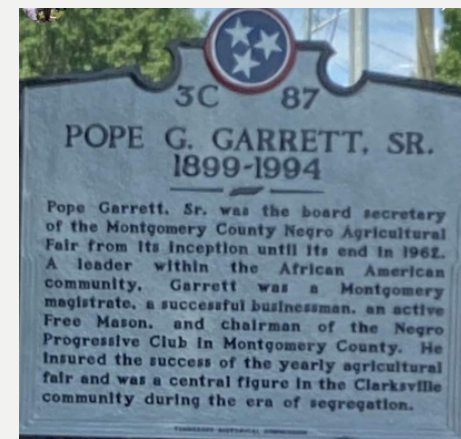 3C 87
POPE G. GARRETT, SR.
1899-1994
Pope Garrett, Sr. was the board secretary
of the Montgomery County Negro Agricultural
Fair from its inception until its end in 1962.
A leader within the African American
community, Garrett was a Montgomery
magistrate, a successful businessman, an active
Free Mason, and chairman of the Negro
Progressive Club in Montgomery County. He
insured the success of the yearly agricultural
fair and was a central figure in the Clarksville
community during the era of segregation.
TENNESSEE HISTORICAL COMMISSION